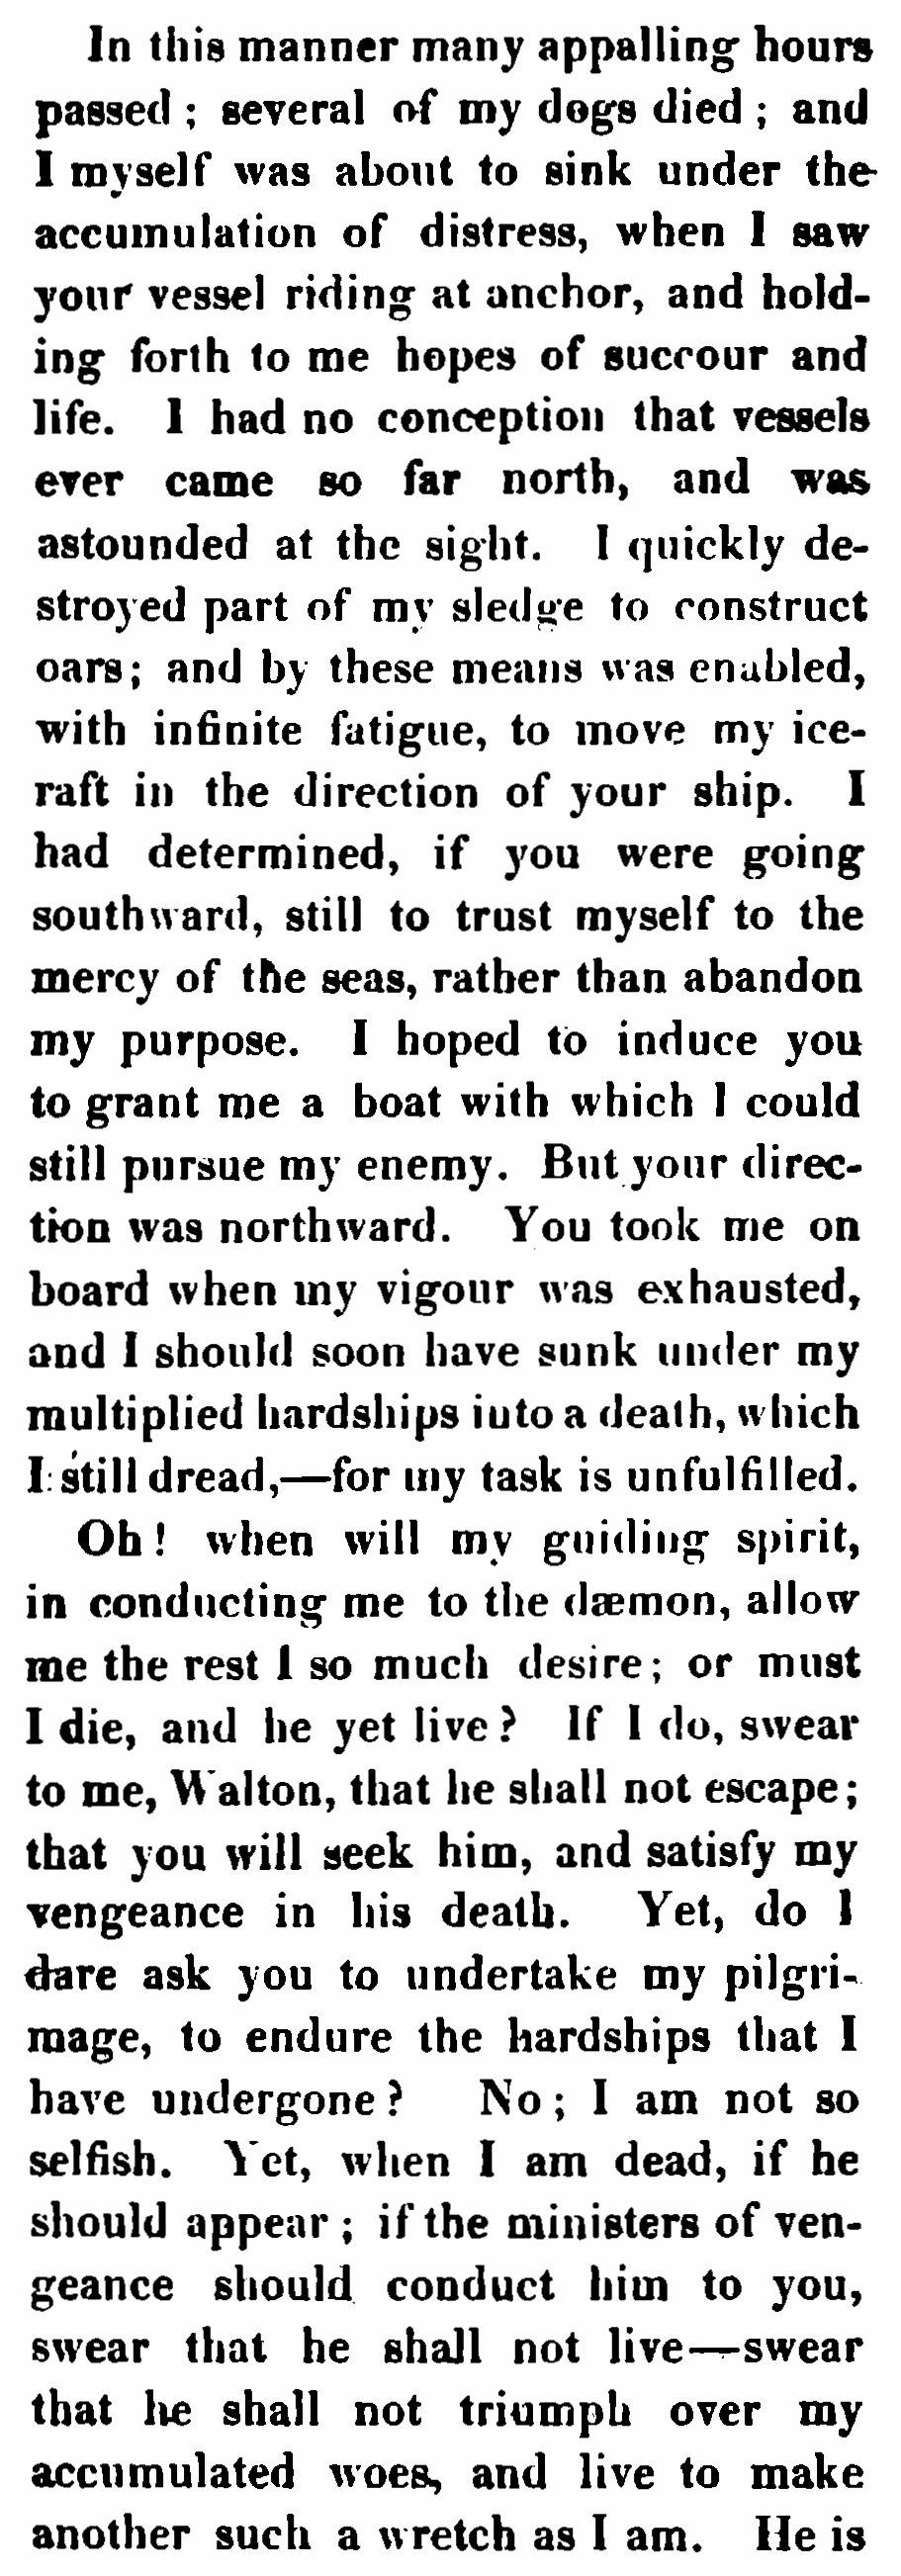 In this manner many appalling hours
passed ; several of my dogs died ; and
I myself was about to sink under the
accumulation of distress, when I saw
your vessel riding at anchor, and hold-
ing forth to me hopes of succour and
life. I had no conception that vessels
ever came so far north, and was
astounded at the sight. I quickly de-
stroyed part of my sledge to construct
oars; and by these means was enabled,
with infinite fatigue, to move my ice-
raft in the direction of your ship. I
had determined, if you were going
southward, still to trust myself to the
mercy of the seas, rather than abandon
my purpose. I hoped to induce you
to grant me a boat with which I could
still pursue my enemy. But your direc-
tion was northward. You took me on
board when my vigour was exhausted,
and I should soon have sunk under my
multiplied hardships into a death, which
I still dread,—for my task is unfulfilled.
Oh ! when will my guiding spirit,
in conducting me to the dæmon, allow
me the rest I so much desire; or must
I die, and he yet live ? If I do, swear
to me, Walton, that he shall not escape;
that you will seek him, and satisfy my
vengeance in his death. Yet, do I
dare ask you to undertake my pilgri-
mage, to endure the hardships that I
have undergone ? No ; I am not so
selfish. Yet, when I am dead, if he
should appear ; if the ministers of ven-
geance should conduct him to you,
swear that he shall not live—swear
that he shall not triumph over my
accumulated woes, and live to make
another such a wretch as I am. He is